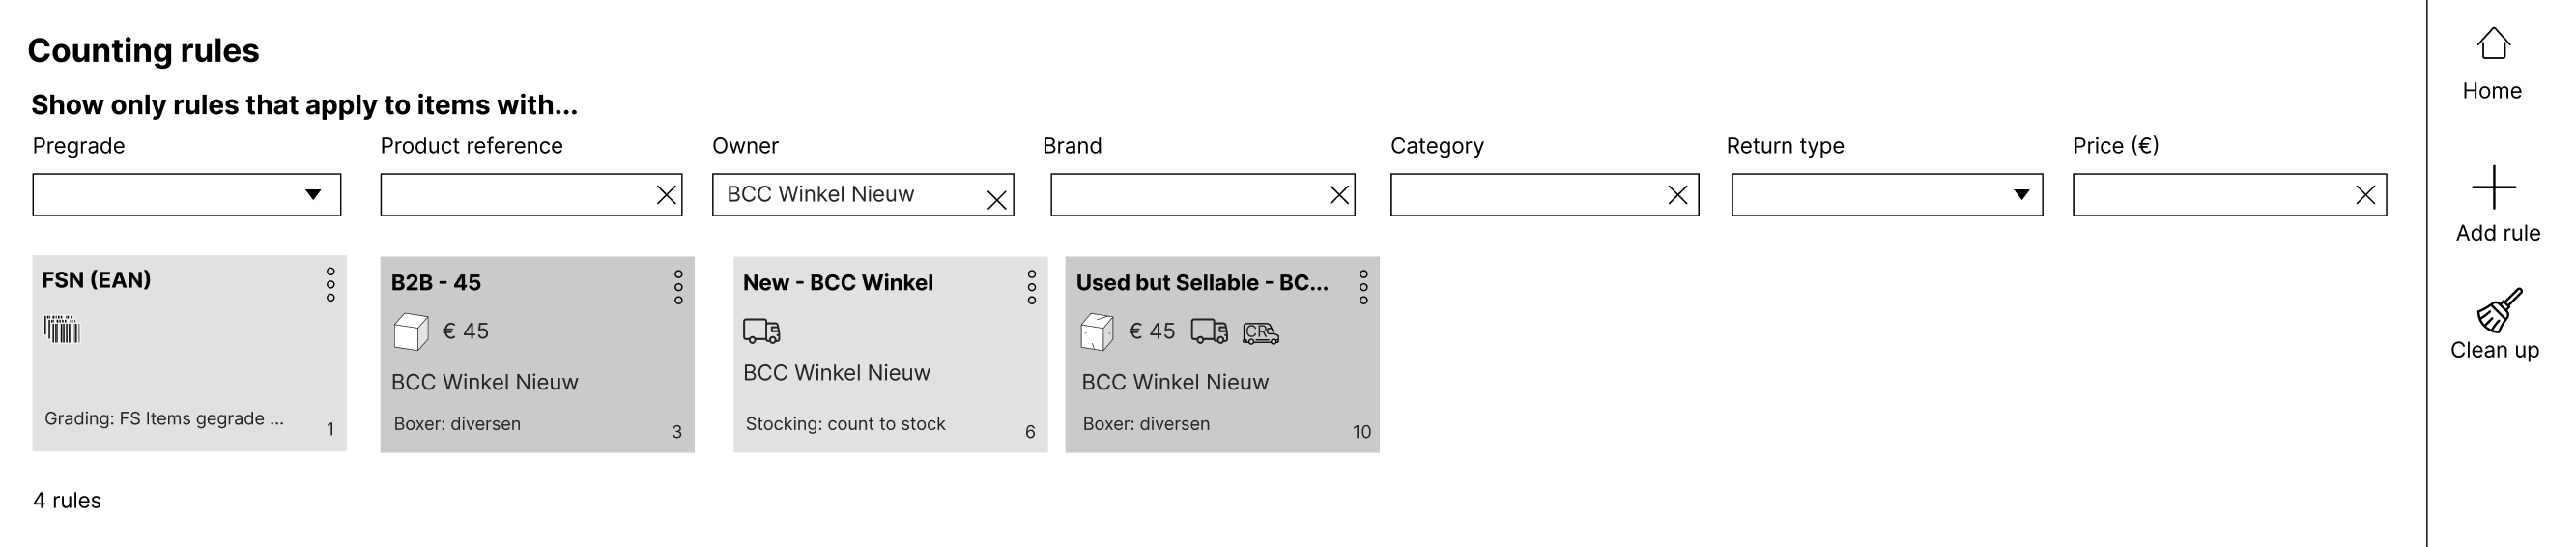 Counting rules
Home
Show only rules that apply to items with...
Pregrade
Product reference
Owner
Brand
Category
Return type
Price (€)
BCC Winkel Nieuw
Add rule
FSN (EAN)
Grading: FS Items gegrade ...
1
B2B - 45
€ 45
BCC Winkel Nieuw
Boxer: diversen
3
New - BCC Winkel
BCC Winkel Nieuw
Stocking: count to stock
6
Used but Sellable - BC...
€ 45
CR
BCC Winkel Nieuw
Boxer: diversen
10
Clean up
4 rules